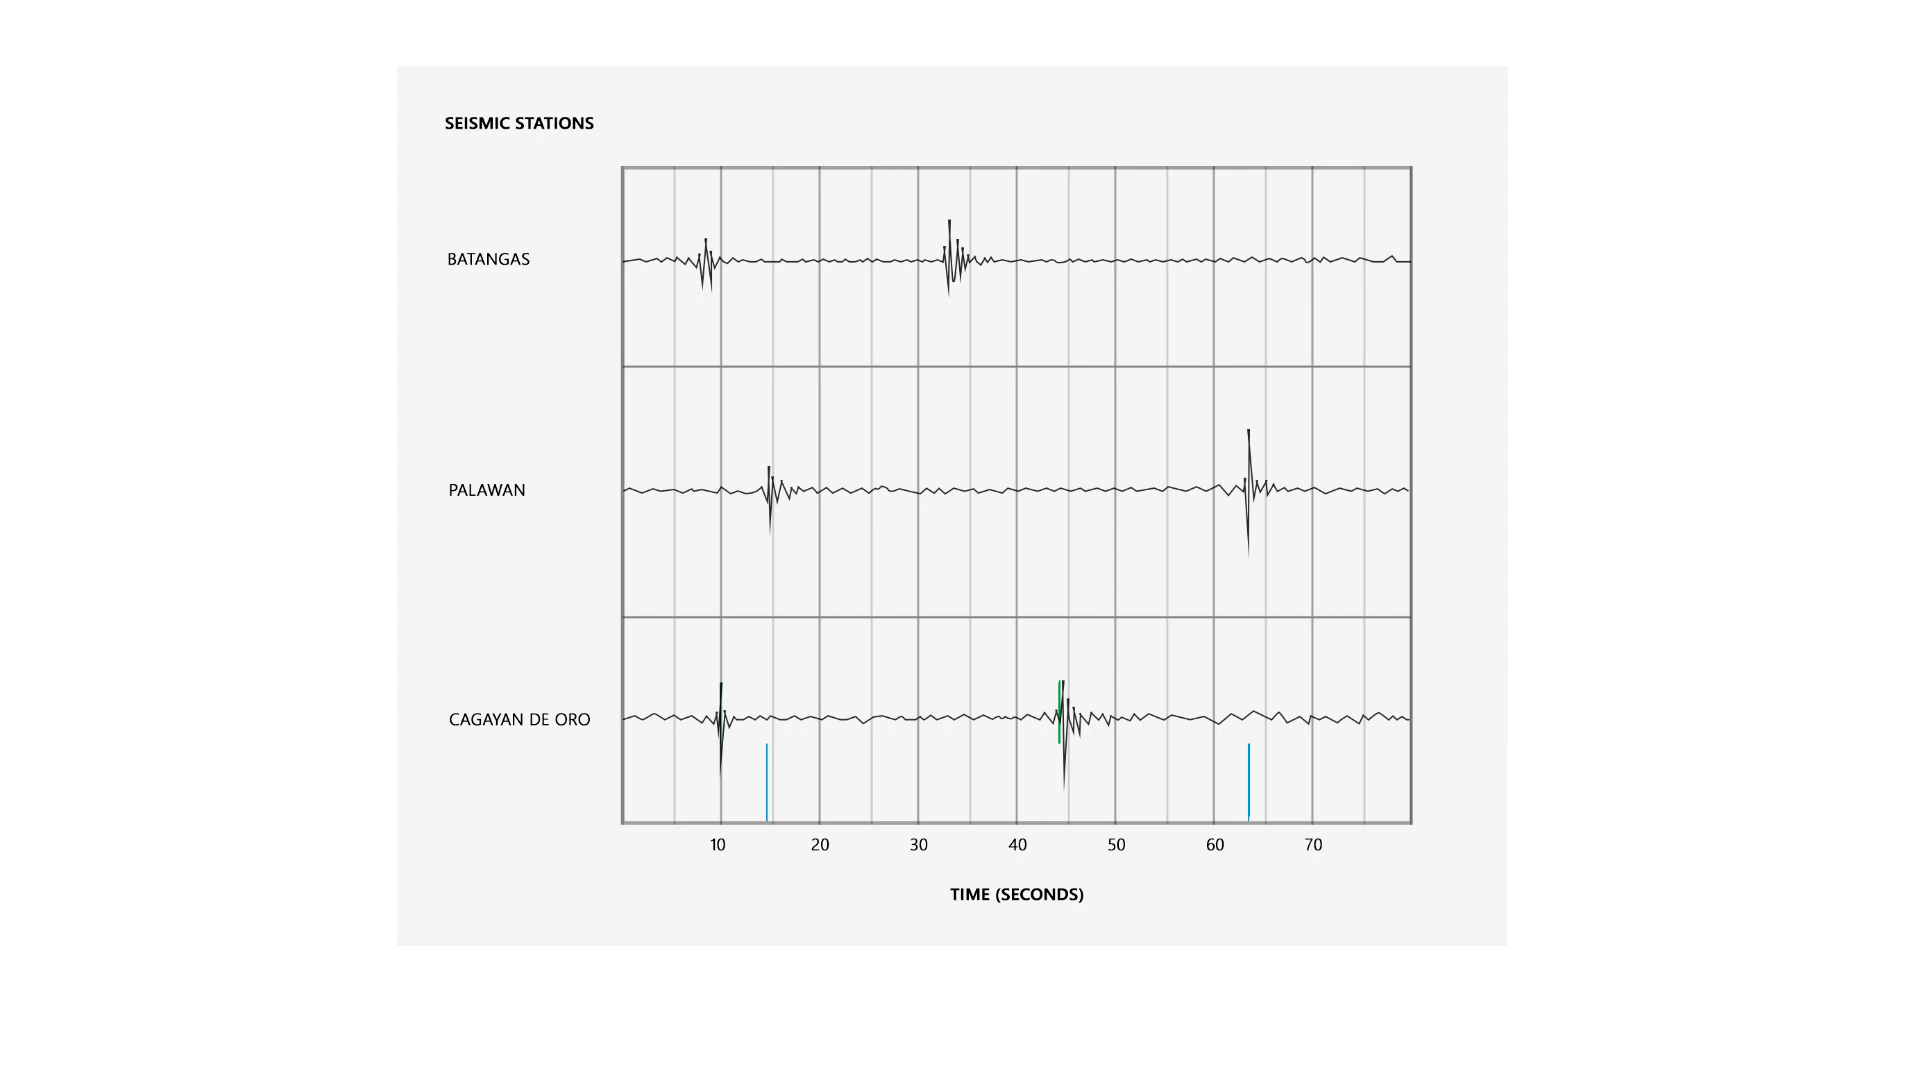 SEISMIC STATIONS
BATANGAS
PALAWAN
CAGAYAN DE ORO
10 20 30 40 50 60 70
TIME (SECONDS)